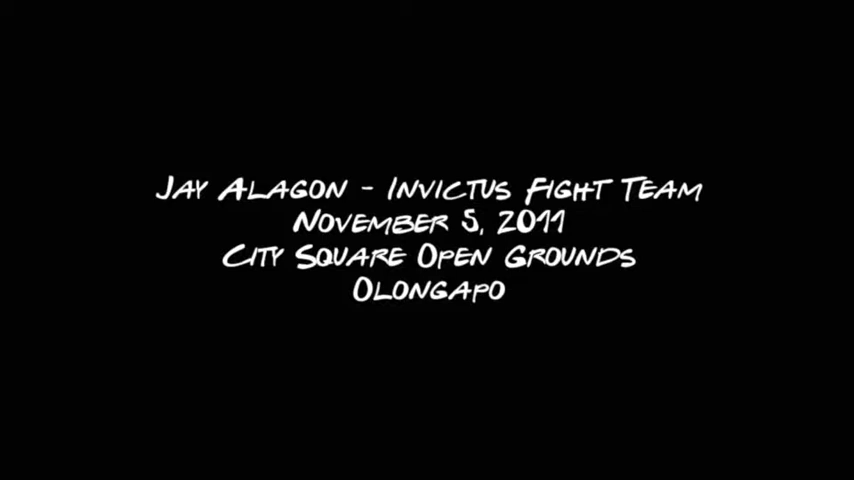 Jay Alagon - Invictus Fight Team
November 5, 2011
City Square Open Grounds
Olongapo